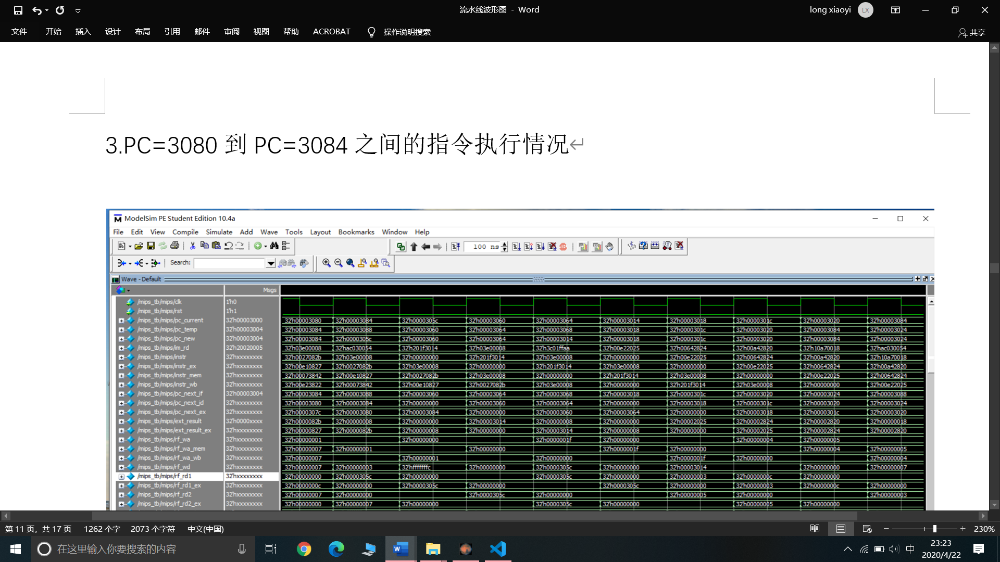 流水线波形图 - Word
long xiaoyi
LX
文件 开始 插入 设计 布局 引用 邮件 审阅 视图 帮助 ACROBAT 操作说明搜索
共享
3.PC=3080 到 PC=3084 之间的指令执行情况
ModelSim PE Student Edition 10.4a
File Edit View Compile Simulate Add Wave Tools Layout Bookmarks Window Help
100 ns
Search:
Wave - Default
Msgs
/mips_tb/mips/clk 1'h0
/mips_tb/mips/rst 1'h1
/mips_tb/mips/pc_current 32'h00003000 32'h00003080 32'h00003084 32'h0000305c 32'h00003060 32'h00003064 32'h00003014 32'h00003018 32'h0000301c 32'h00003020 32'h00003084
/mips_tb/mips/pc_temp 32'h00003004 32'h00003084 32'h00003088 32'h00003060 32'h00003064 32'h00003068 32'h00003018 32'h0000301c 32'h00003020 32'h00003084 32'h00003024
/mips_tb/mips/pc_new 32'h00003004 32'h00003084 32'h0000305c 32'h00003060 32'h00003064 32'h00003014 32'h00003018 32'h0000301c 32'h00003020 32'h00003084 32'h00003024
/mips_tb/mips/im_rd 32'h20020005 32'h03e00008 32'hac030054 32'h201f3014 32'h03e00008 32'h3c01ffaa 32'h00e22025 32'h00642824 32'h00a42820 32'h10a70018 32'hac030054
/mips_tb/mips/instr 32'hxxxxxxxx 32'h0027082b 32'h03e00008 32'h00000000 32'h201f3014 32'h03e00008 32'h00000000 32'h00e22025 32'h00642824 32'h00a42820 32'h10a70018
/mips_tb/mips/instr_ex 32'hxxxxxxxx 32'h00e10827 32'h0027082b 32'h03e00008 32'h00000000 32'h201f3014 32'h03e00008 32'h00000000 32'h00e22025 32'h00642824 32'h00a42820
/mips_tb/mips/instr_mem 32'hxxxxxxxx 32'h00073842 32'h00e10827 32'h0027082b 32'h03e00008 32'h00000000 32'h201f3014 32'h03e00008 32'h00000000 32'h00e22025 32'h00642824
/mips_tb/mips/instr_wb 32'hxxxxxxxx 32'h00e23822 32'h00073842 32'h00e10827 32'h0027082b 32'h03e00008 32'h00000000 32'h201f3014 32'h03e00008 32'h00000000 32'h00e22025
/mips_tb/mips/pc_next_if 32'h00003004 32'h00003084 32'h00003088 32'h00003060 32'h00003064 32'h00003068 32'h00003018 32'h0000301c 32'h00003020 32'h00003024 32'h00003088
/mips_tb/mips/pc_next_id 32'hxxxxxxxx 32'h00003080 32'h00003084 32'h00000000 32'h00003060 32'h00003064 32'h00000000 32'h00003018 32'h0000301c 32'h00003020 32'h00003024
/mips_tb/mips/pc_next_ex 32'hxxxxxxxx 32'h0000307c 32'h00003080 32'h00003084 32'h00000000 32'h00003060 32'h00003064 32'h00000000 32'h00003018 32'h0000301c 32'h00003020
/mips_tb/mips/ext_result 32'h0000xxxx 32'h0000082b 32'h00000008 32'h00000000 32'h00003014 32'h00000008 32'h00000000 32'h00002025 32'h00002824 32'h00002820 32'h00000018
/mips_tb/mips/ext_result_ex 32'hxxxxxxxx 32'h00000827 32'h0000082b 32'h00000008 32'h00000000 32'h00003014 32'h00000008 32'h00000000 32'h00002025 32'h00002824 32'h00002820
/mips_tb/mips/rf_wa 32'hxxxxxxxx 32'h00000001 32'h00000000 32'h0000001f 32'h00000000 32'h00000004 32'h00000005
/mips_tb/mips/rf_wa_mem 32'hxxxxxxxx 32'h00000007 32'h00000001 32'h00000000 32'h0000001f 32'h00000000 32'h00000004 32'h00000005
/mips_tb/mips/rf_wa_wb 32'hxxxxxxxx 32'h00000007 32'h00000001 32'h00000000 32'h0000001f 32'h00000000 32'h00000004
/mips_tb/mips/rf_wd 32'hxxxxxxxx 32'h00000007 32'h00000003 32'hfffffffc 32'h00000000 32'h0000305c 32'h00000000 32'h00003014 32'h00000000 32'h00000007
/mips_tb/mips/rf_rd1 32'hxxxxxxxx 32'h00000000 32'h0000305c 32'h00000000 32'h0000305c 32'h00000000 32'h00000003 32'h0000000c 32'h00000000
/mips_tb/mips/rf_rd1_ex 32'hxxxxxxxx 32'h0000000c 32'h00000000 32'h0000305c 32'h00000000 32'h0000305c 32'h00000000 32'h00000003 32'h0000000c 32'h00000000
/mips_tb/mips/rf_rd2 32'hxxxxxxxx 32'h00000007 32'h00000000 32'h0000305c 32'h00000000 32'h00000005 32'h00000000 32'h00000003
/mips_tb/mips/rf_rd2_ex 32'hxxxxxxxx 32'h00000000 32'h00000007 32'h00000000 32'h0000305c 32'h00000000 32'h00000005 32'h00000000
第 11 页，共 17 页 1262 个字 2073 个字符 中文(中国) 230%
在这里输入你要搜索的内容
中
23:23
2020/4/22